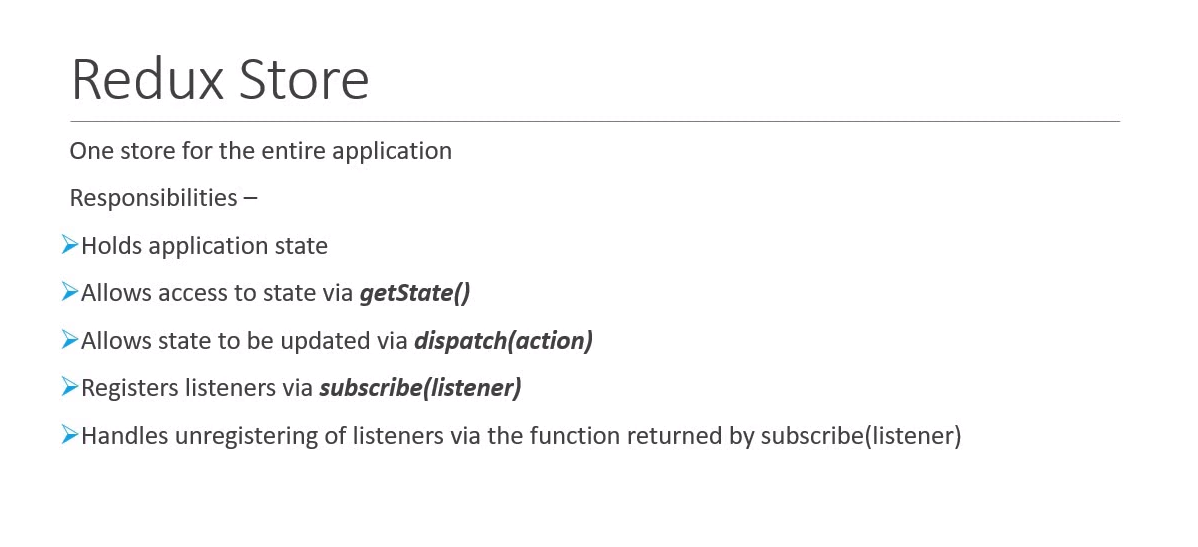 Redux Store
One store for the entire application
Responsibilities –
➢Holds application state
➢Allows access to state via getState()
➢Allows state to be updated via dispatch(action)
➢Registers listeners via subscribe(listener)
➢Handles unregistering of listeners via the function returned by subscribe(listener)